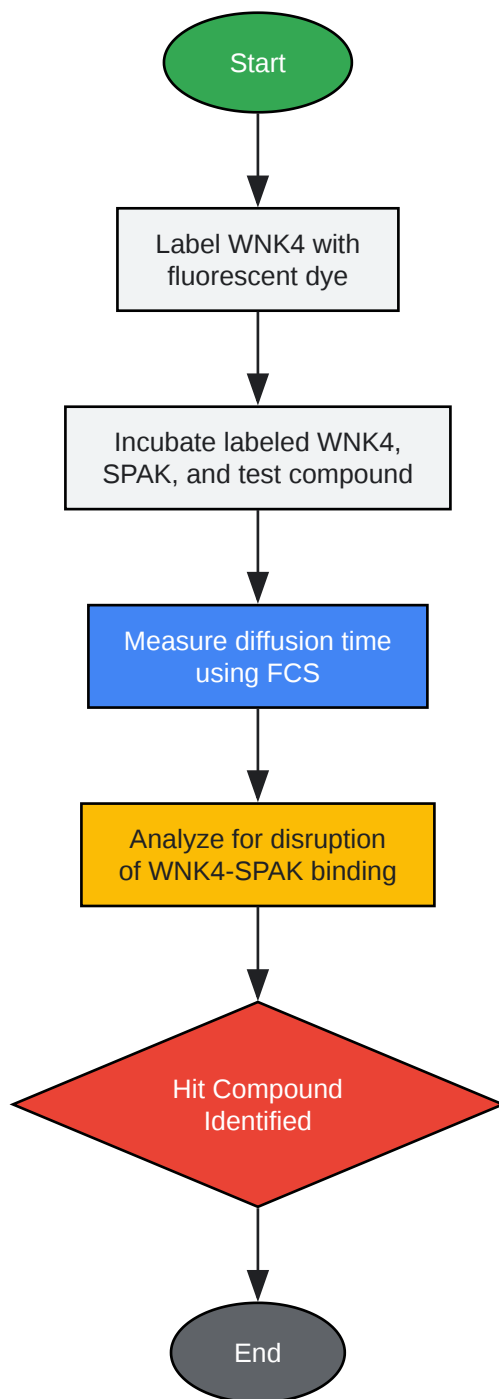 Start
Label WNK4 with
fluorescent dye
Incubate labeled WNK4,
SPAK, and test compound
Measure diffusion time
using FCS
Analyze for disruption
of WNK4-SPAK binding
Hit Compound
Identified
End